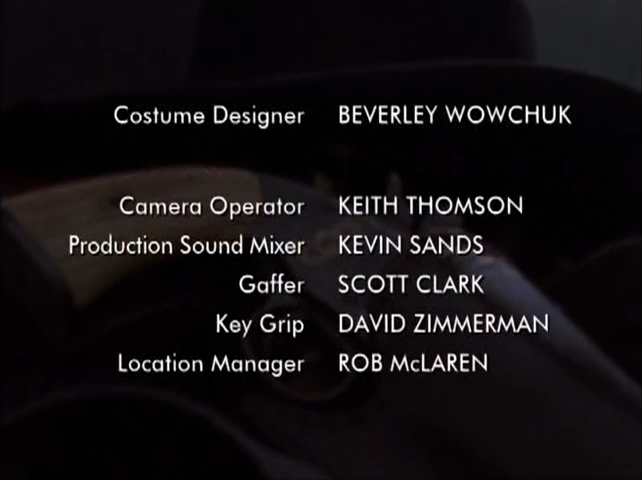 Costume Designer BEVERLEY WOWCHUK
Camera Operator KEITH THOMSON
Production Sound Mixer KEVIN SANDS
Gaffer SCOTT CLARK
Key Grip DAVID ZIMMERMAN
Location Manager ROB McLAREN